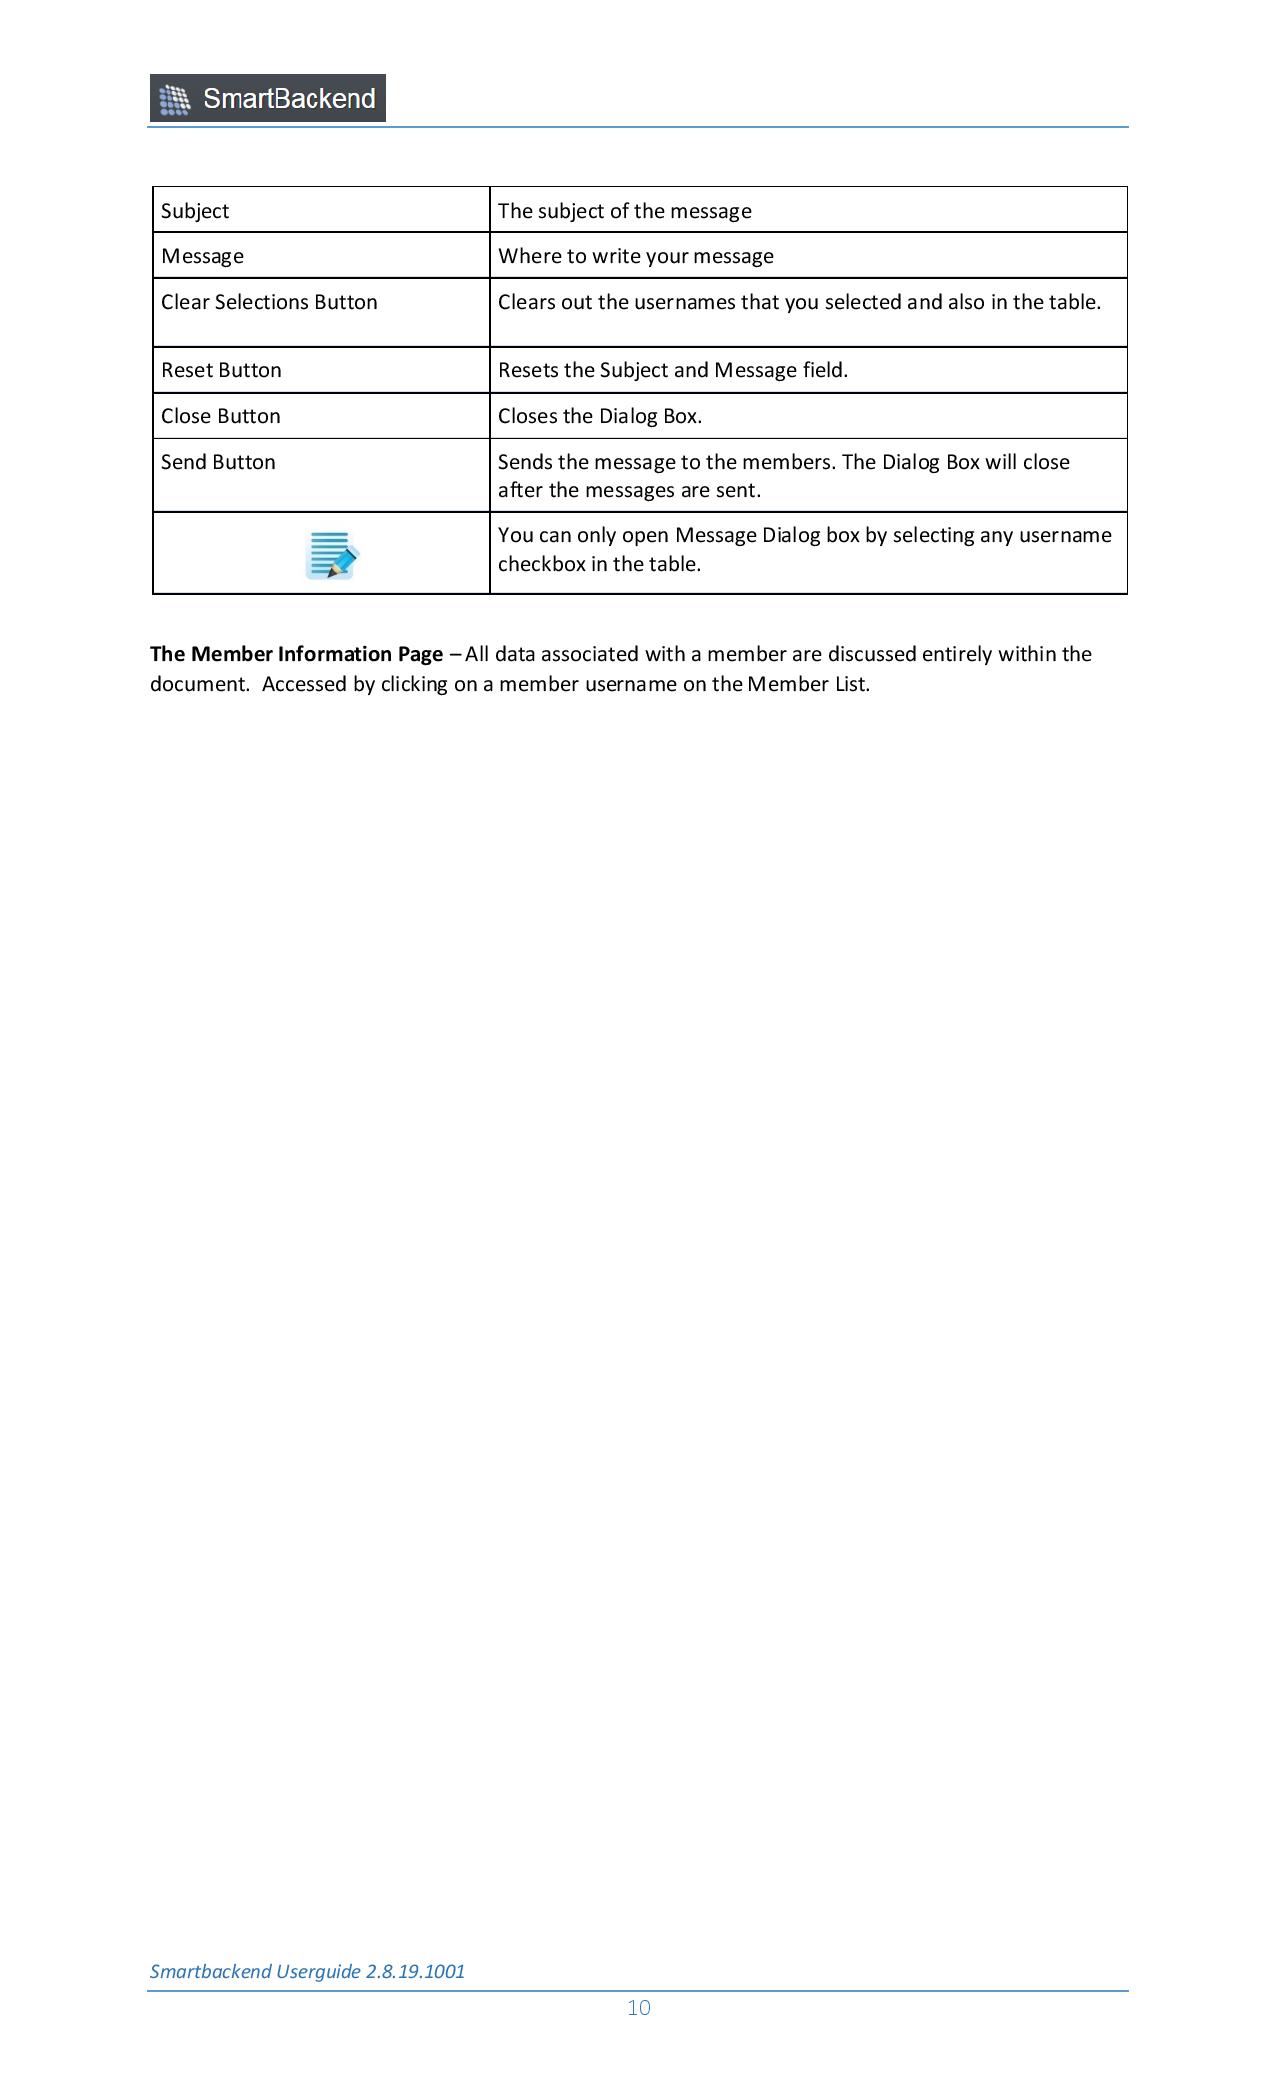 SmartBackend
Subject
The subject of the message
Message
Where to write your message
Clear Selections Button
Clears out the usernames that you selected and also in the table.
Reset Button
Resets the Subject and Message field.
Close Button
Closes the Dialog Box.
Send Button
Sends the message to the members. The Dialog Box will close
after the messages are sent.
You can only open Message Dialog box by selecting any username
checkbox in the table.
The Member Information Page – All data associated with a member are discussed entirely within the
document.  Accessed by clicking on a member username on the Member List.
Smartbackend Userguide 2.8.19.1001
10